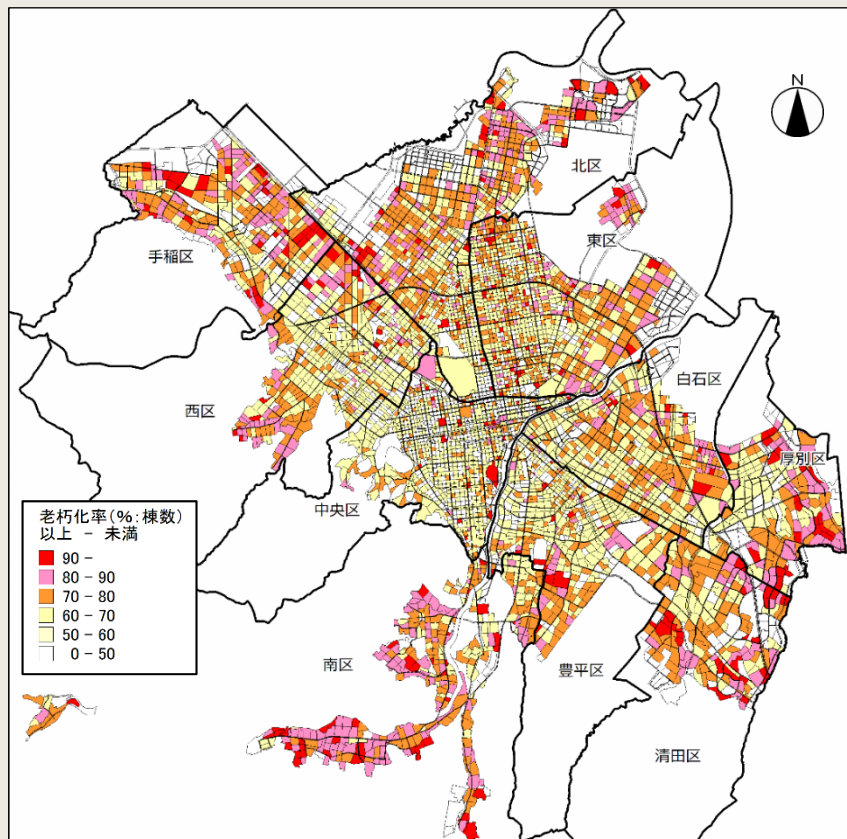 N
北区
東区
手稲区
白石区
西区
厚別区
中央区
老朽化率(%:棟数)
以上 - 未満
90 -
80 - 90
70 - 80
60 - 70
50 - 60
0 - 50
南区
豊平区
清田区